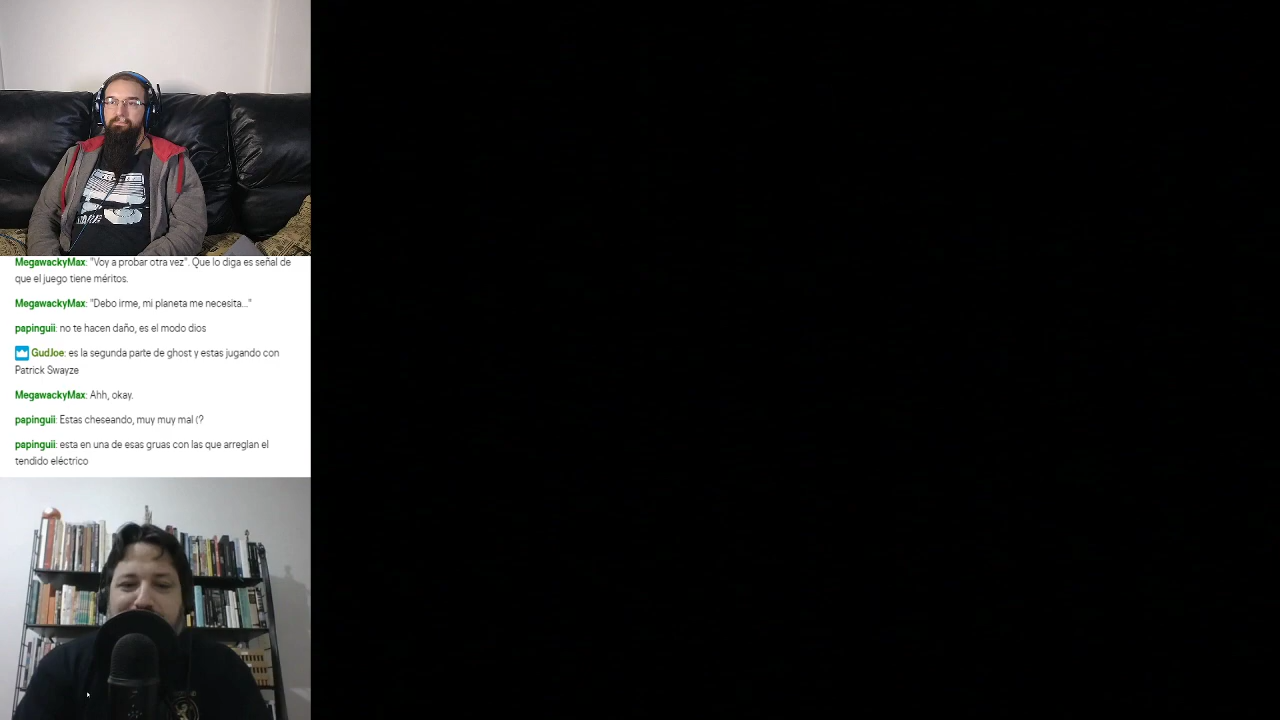 MegawackyMax: "Voy a probar otra vez". Que lo diga es señal de
que el juego tiene méritos.
MegawackyMax: "Debo irme, mi planeta me necesita..."
papinguii: no te hacen daño, es el modo dios
GudJoe: es la segunda parte de ghost y estas jugando con
Patrick Swayze
MegawackyMax: Ahh, okay.
papinguii: Estas cheseando, muy muy mal (?
papinguii: esta en una de esas gruas con las que arreglan el
tendido eléctrico